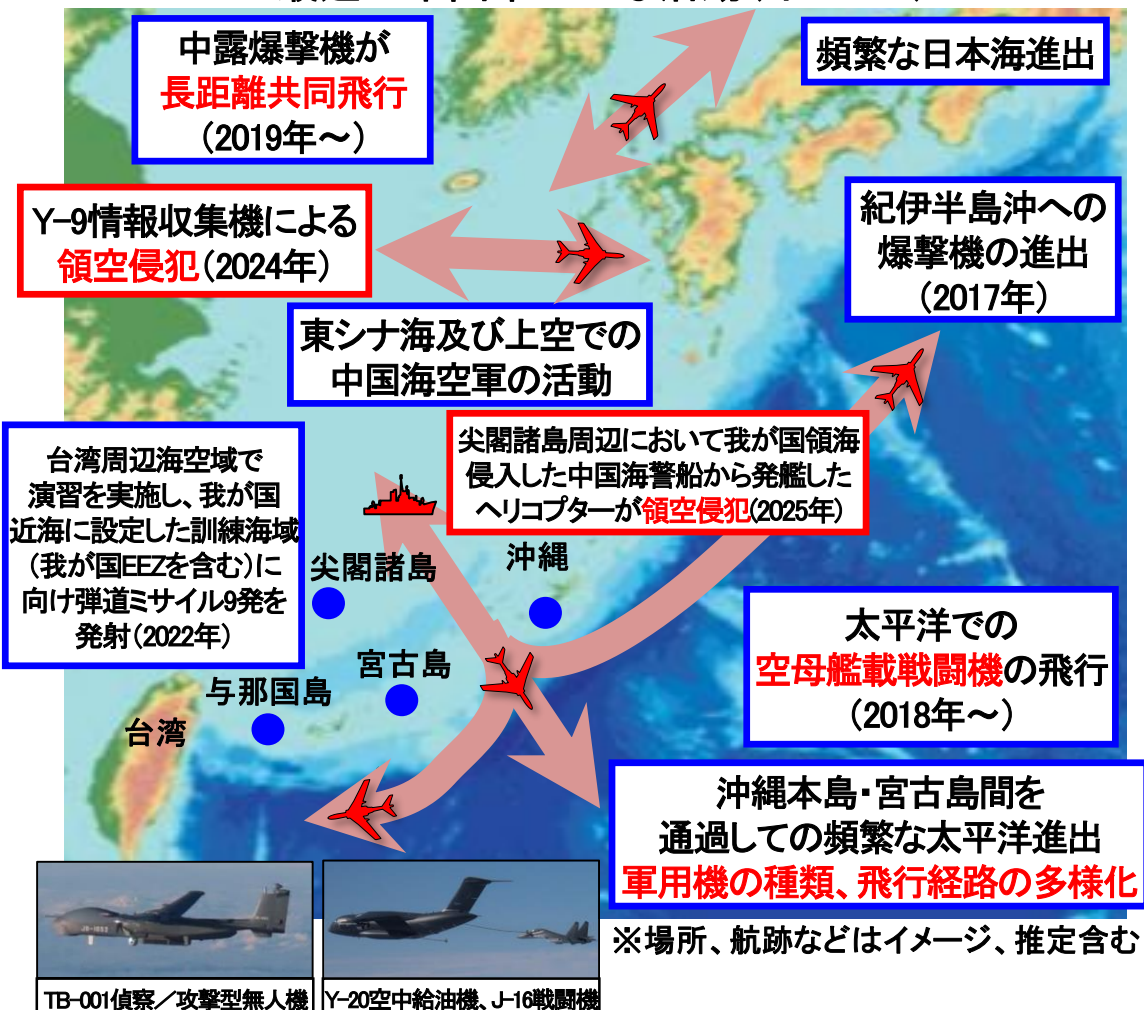 中露爆撃機が
長距離共同飛行
(2019年～)
頻繁な日本海進出
Y-9情報収集機による
領空侵犯(2024年)
紀伊半島沖への
爆撃機の進出
(2017年)
東シナ海及び上空での
中国海空軍の活動
尖閣諸島周辺において我が国領海
侵入した中国海警船から発艦した
ヘリコプターが領空侵犯(2025年)
台湾周辺海空域で
演習を実施し、我が国
近海に設定した訓練海域
(我が国EEZを含む)に
向け弾道ミサイル9発を
発射(2022年)
尖閣諸島
沖縄
宮古島
与那国島
台湾
太平洋での
空母艦載戦闘機の飛行
(2018年～)
沖縄本島・宮古島間を
通過しての頻繁な太平洋進出
軍用機の種類、飛行経路の多様化
※場所、航跡などはイメージ、推定含む
TB-001偵察／攻撃型無人機
Y-20空中給油機、J-16戦闘機